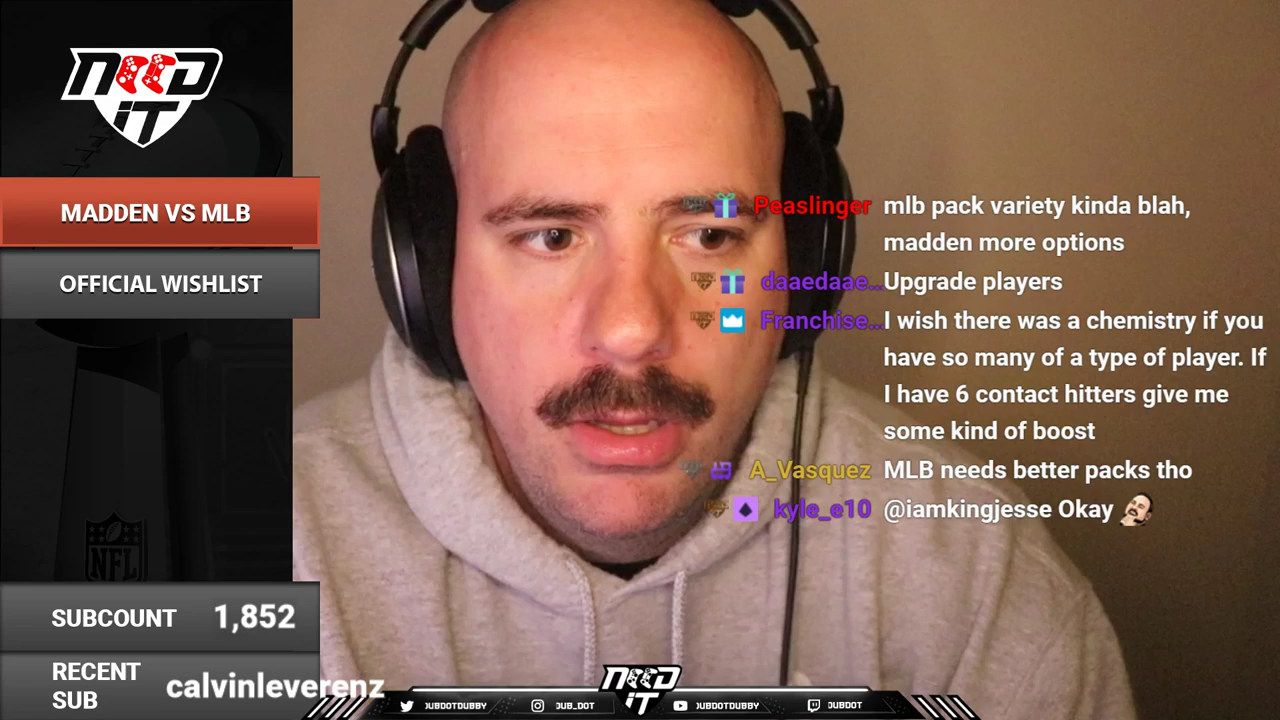 NEED
iT
MADDEN VS MLB
OFFICIAL WISHLIST
NFL
SUBCOUNT 1,852
RECENT
SUB
calvinleverenz
Peaslinger mlb pack variety kinda blah,
madden more options
daaedaae... Upgrade players
Franchise... I wish there was a chemistry if you
have so many of a type of player. If
I have 6 contact hitters give me
some kind of boost
A_Vasquez MLB needs better packs tho
kyle_e10 @iamkingjesse Okay
NEED
iT
DUBDOTDUBBY DUB_DOT DUBDOTDUBBY DUBDOT